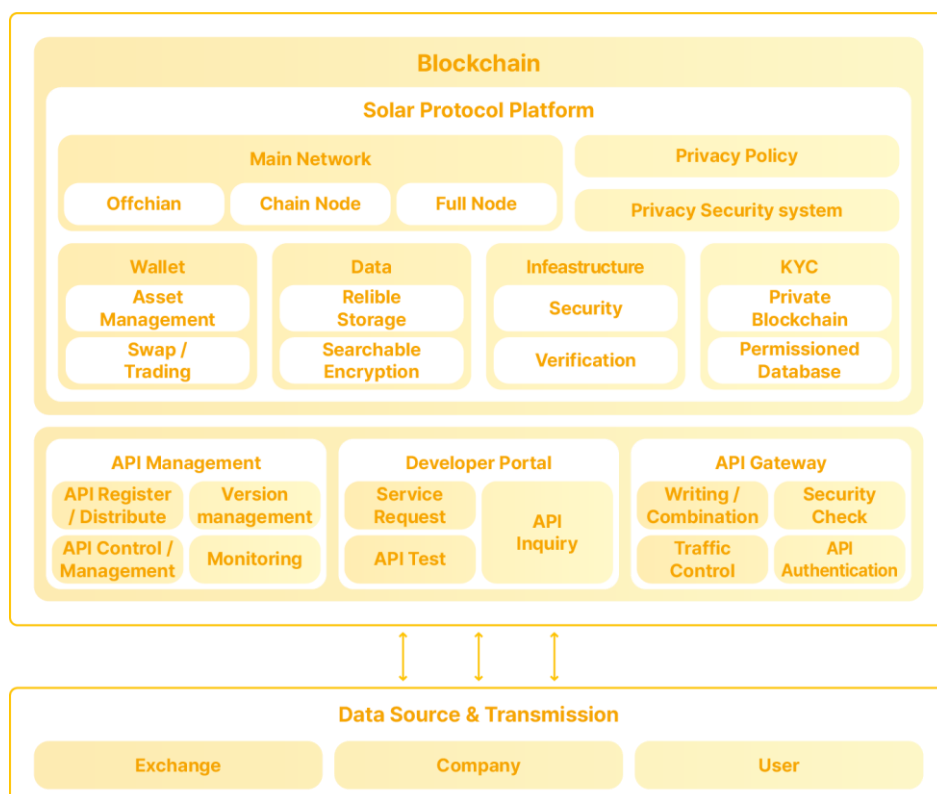 Blockchain
Solar Protocol Platform
Main Network
Offchian
Chain Node
Full Node
Privacy Policy
Privacy Security system
Wallet
Asset
Management
Swap /
Trading
Data
Relible
Storage
Searchable
Encryption
Infeastructure
Security
Verification
KYC
Private
Blockchain
Permissioned
Database
API Management
API Register
/ Distribute
Version
management
API Control /
Management
Monitoring
Developer Portal
Service
Request
API Test
API
Inquiry
API Gateway
Writing /
Combination
Security
Check
Traffic
Control
API
Authentication
Data Source & Transmission
Exchange
Company
User